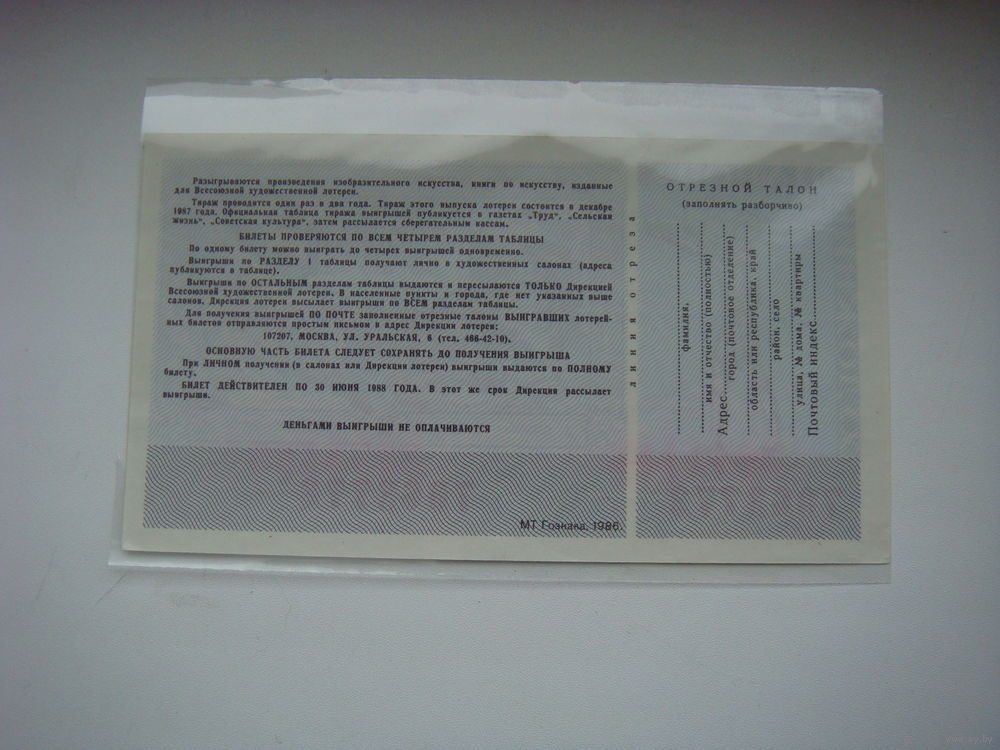 Разыгрываются произведения изобразительного искусства, книги по искусству, изданные
для Всесоюзной художественной лотереи.
Тираж проводится один раз в два года. Тираж этого выпуска лотереи состоится в декабре
1987 года. Официальная таблица тиража выигрышей публикуется в газетах „Труд“, „Сельская
жизнь“, „Советская культура“, затем рассылается сберегательным кассам.
БИЛЕТЫ ПРОВЕРЯЮТСЯ ПО ВСЕМ ЧЕТЫРЕМ РАЗДЕЛАМ ТАБЛИЦЫ
По одному билету можно выиграть до четырех выигрышей одновременно.
Выигрыши по РАЗДЕЛУ 1 таблицы получают лично в художественных салонах (адреса
публикуются в таблице).
Выигрыши по ОСТАЛЬНЫМ разделам таблицы выдаются и пересылаются ТОЛЬКО Дирекцией
Всесоюзной художественной лотереи. В населенные пункты и города, где нет указанных выше
салонов, Дирекция лотереи высылает выигрыши по ВСЕМ разделам таблицы.
Для получения выигрышей ПО ПОЧТЕ заполненные отрезные талоны ВЫИГРАВШИХ лотерей-
ных билетов отправляются простым письмом в адрес Дирекции лотереи:
107207, МОСКВА, УЛ. УРАЛЬСКАЯ, 6 (тел. 466-42-10).
ОСНОВНУЮ ЧАСТЬ БИЛЕТА СЛЕДУЕТ СОХРАНЯТЬ ДО ПОЛУЧЕНИЯ ВЫИГРЫША
При ЛИЧНОМ получении (в салонах или Дирекции лотереи) выигрыши выдаются по ПОЛНОМУ
билету.
БИЛЕТ ДЕЙСТВИТЕЛЕН ПО 30 ИЮНЯ 1988 ГОДА. В этот же срок Дирекция рассылает
выигрыши.
ДЕНЬГАМИ ВЫИГРЫШИ НЕ ОПЛАЧИВАЮТСЯ
МТ Гознака. 1986.
линия отреза
ОТРЕЗНОЙ ТАЛОН
(заполнять разборчиво)
фамилия,
имя и отчество (полностью)
Адрес
город (почтовое отделение)
область или республика, край
район, село
улица, № дома, № квартиры
Почтовый индекс
www.ay.by